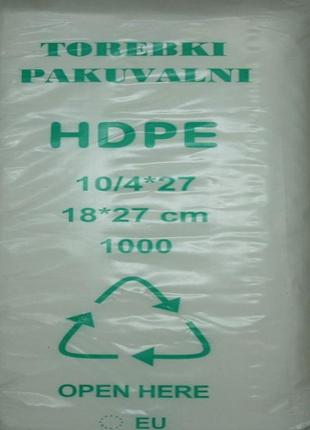 TOREBKI
PAKUVALNI
HDPE
10/4*27
18*27 cm
1000
OPEN HERE
EU